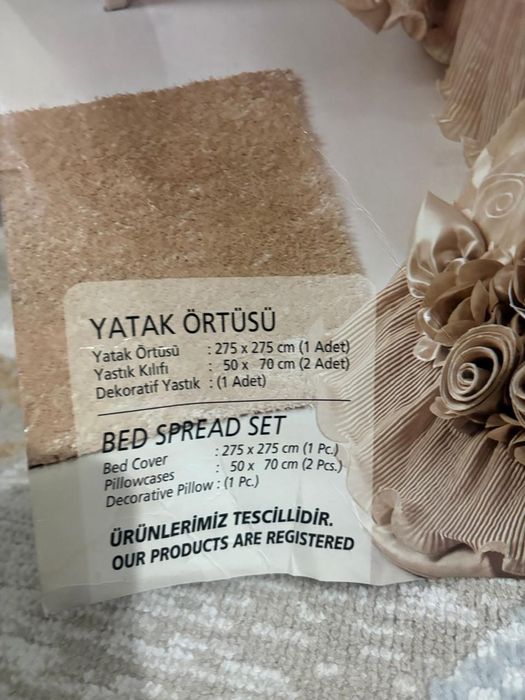 YATAK ÖRTÜSÜ
Yatak Örtüsü : 275 x 275 cm (1 Adet)
Yastık Kılıfı : 50 x 70 cm (2 Adet)
Dekoratif Yastık : (1 Adet)
BED SPREAD SET
Bed Cover : 275 x 275 cm (1 Pc.)
Pillowcases : 50 x 70 cm (2 Pcs.)
Decorative Pillow : (1 Pc.)
ÜRÜNLERİMİZ TESCİLLİDİR.
OUR PRODUCTS ARE REGISTERED